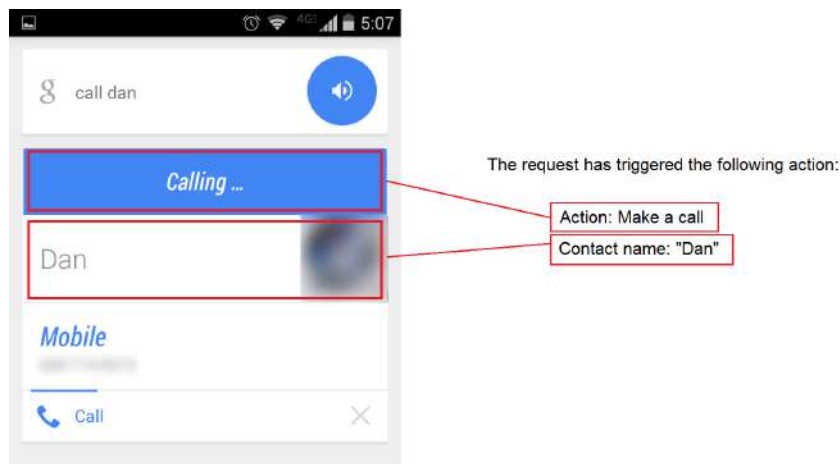 4G 5:07
g call dan
Calling ...
Dan
Mobile
Call
The request has triggered the following action:
Action: Make a call
Contact name: "Dan"